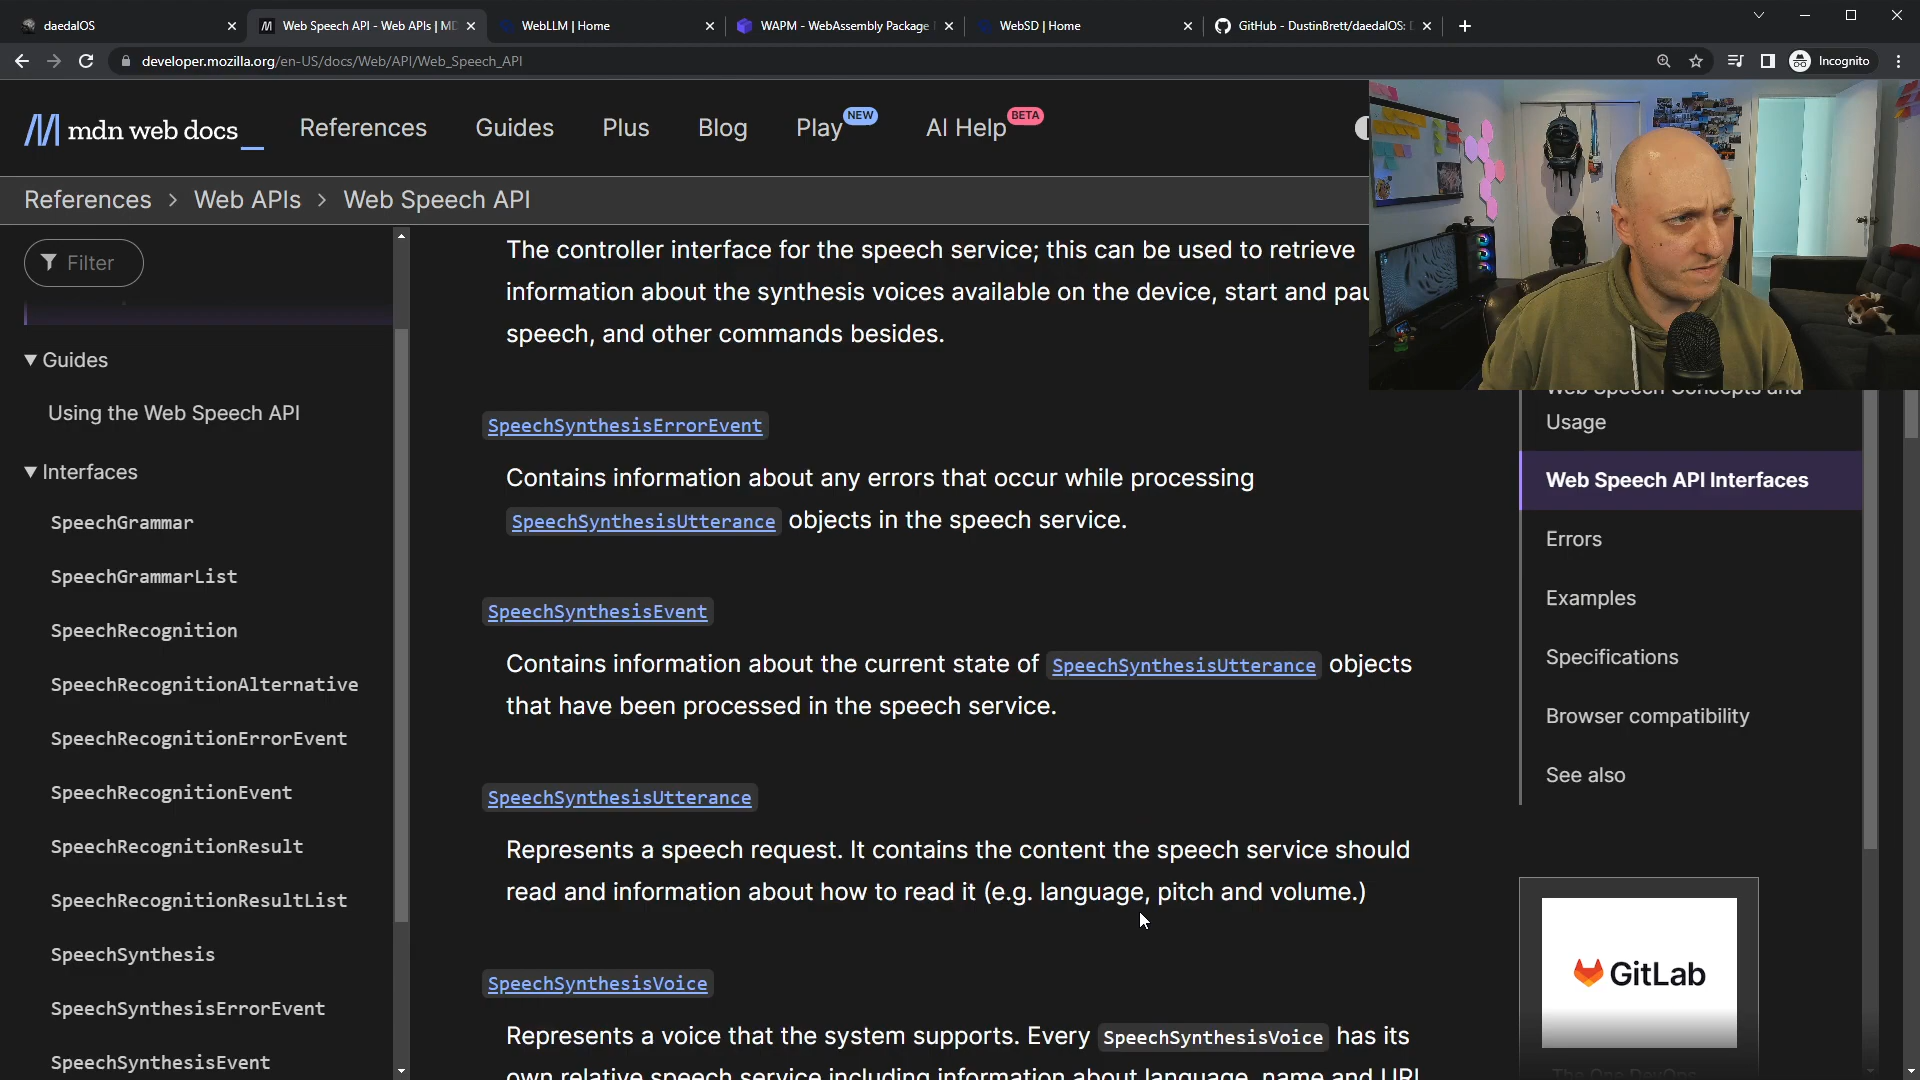 daedalOS
Web Speech API - Web APIs | MD
WebLLM | Home
WAPM - WebAssembly Package
WebSD | Home
GitHub - DustinBrett/daedalOS:
developer.mozilla.org/en-US/docs/Web/API/Web_Speech_API
Incognito
mdn web docs
References
Guides
Plus
Blog
Play NEW
AI Help BETA
References > Web APIs > Web Speech API
Filter
Guides
Using the Web Speech API
Interfaces
SpeechGrammar
SpeechGrammarList
SpeechRecognition
SpeechRecognitionAlternative
SpeechRecognitionErrorEvent
SpeechRecognitionEvent
SpeechRecognitionResult
SpeechRecognitionResultList
SpeechSynthesis
SpeechSynthesisErrorEvent
SpeechSynthesisEvent
The controller interface for the speech service; this can be used to retrieve
information about the synthesis voices available on the device, start and pau
speech, and other commands besides.
SpeechSynthesisErrorEvent
Contains information about any errors that occur while processing
SpeechSynthesisUtterance objects in the speech service.
SpeechSynthesisEvent
Contains information about the current state of SpeechSynthesisUtterance objects
that have been processed in the speech service.
SpeechSynthesisUtterance
Represents a speech request. It contains the content the speech service should
read and information about how to read it (e.g. language, pitch and volume.)
SpeechSynthesisVoice
Represents a voice that the system supports. Every SpeechSynthesisVoice has its
own relative speech service including information about language, name and URI
Web Speech Concepts and
Usage
Web Speech API Interfaces
Errors
Examples
Specifications
Browser compatibility
See also
GitLab
The One DevOps